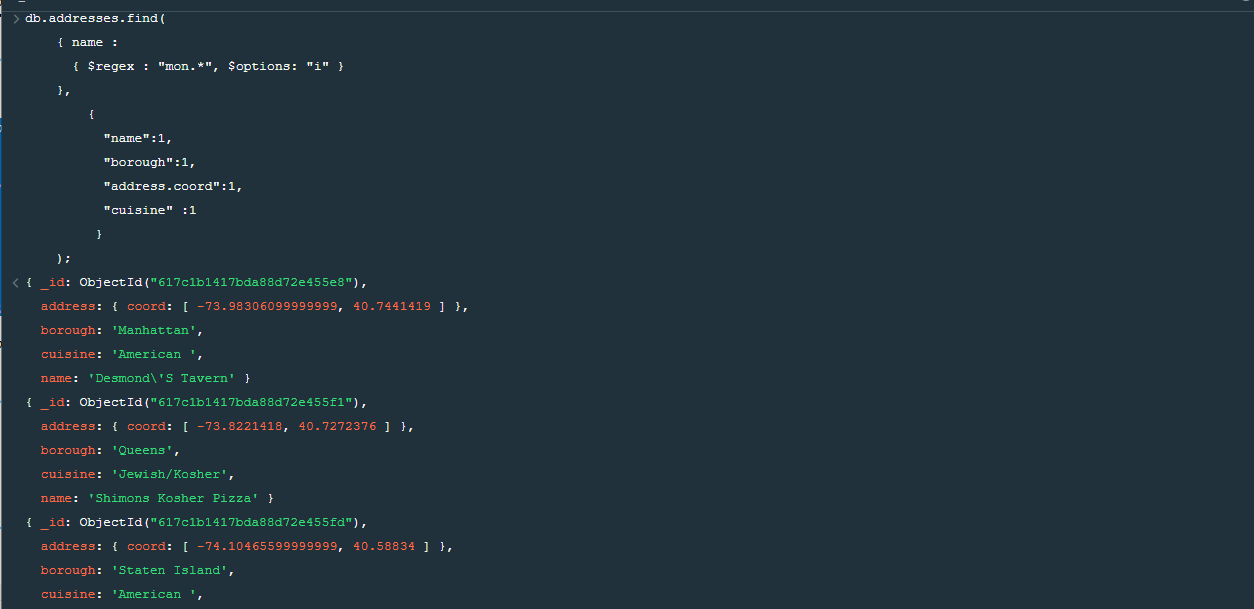 > db.addresses.find(
{ name :
{ $regex : "mon.*", $options: "i" }
},
{
"name":1,
"borough":1,
"address.coord":1,
"cuisine" :1
}
);
< { _id: ObjectId("617c1b1417bda88d72e455e8"),
address: { coord: [ -73.98306099999999, 40.7441419 ] },
borough: 'Manhattan',
cuisine: 'American ',
name: 'Desmond\'S Tavern' }
{ _id: ObjectId("617c1b1417bda88d72e455f1"),
address: { coord: [ -73.8221418, 40.7272376 ] },
borough: 'Queens',
cuisine: 'Jewish/Kosher',
name: 'Shimons Kosher Pizza' }
{ _id: ObjectId("617c1b1417bda88d72e455fd"),
address: { coord: [ -74.10465599999999, 40.58834 ] },
borough: 'Staten Island',
cuisine: 'American ',